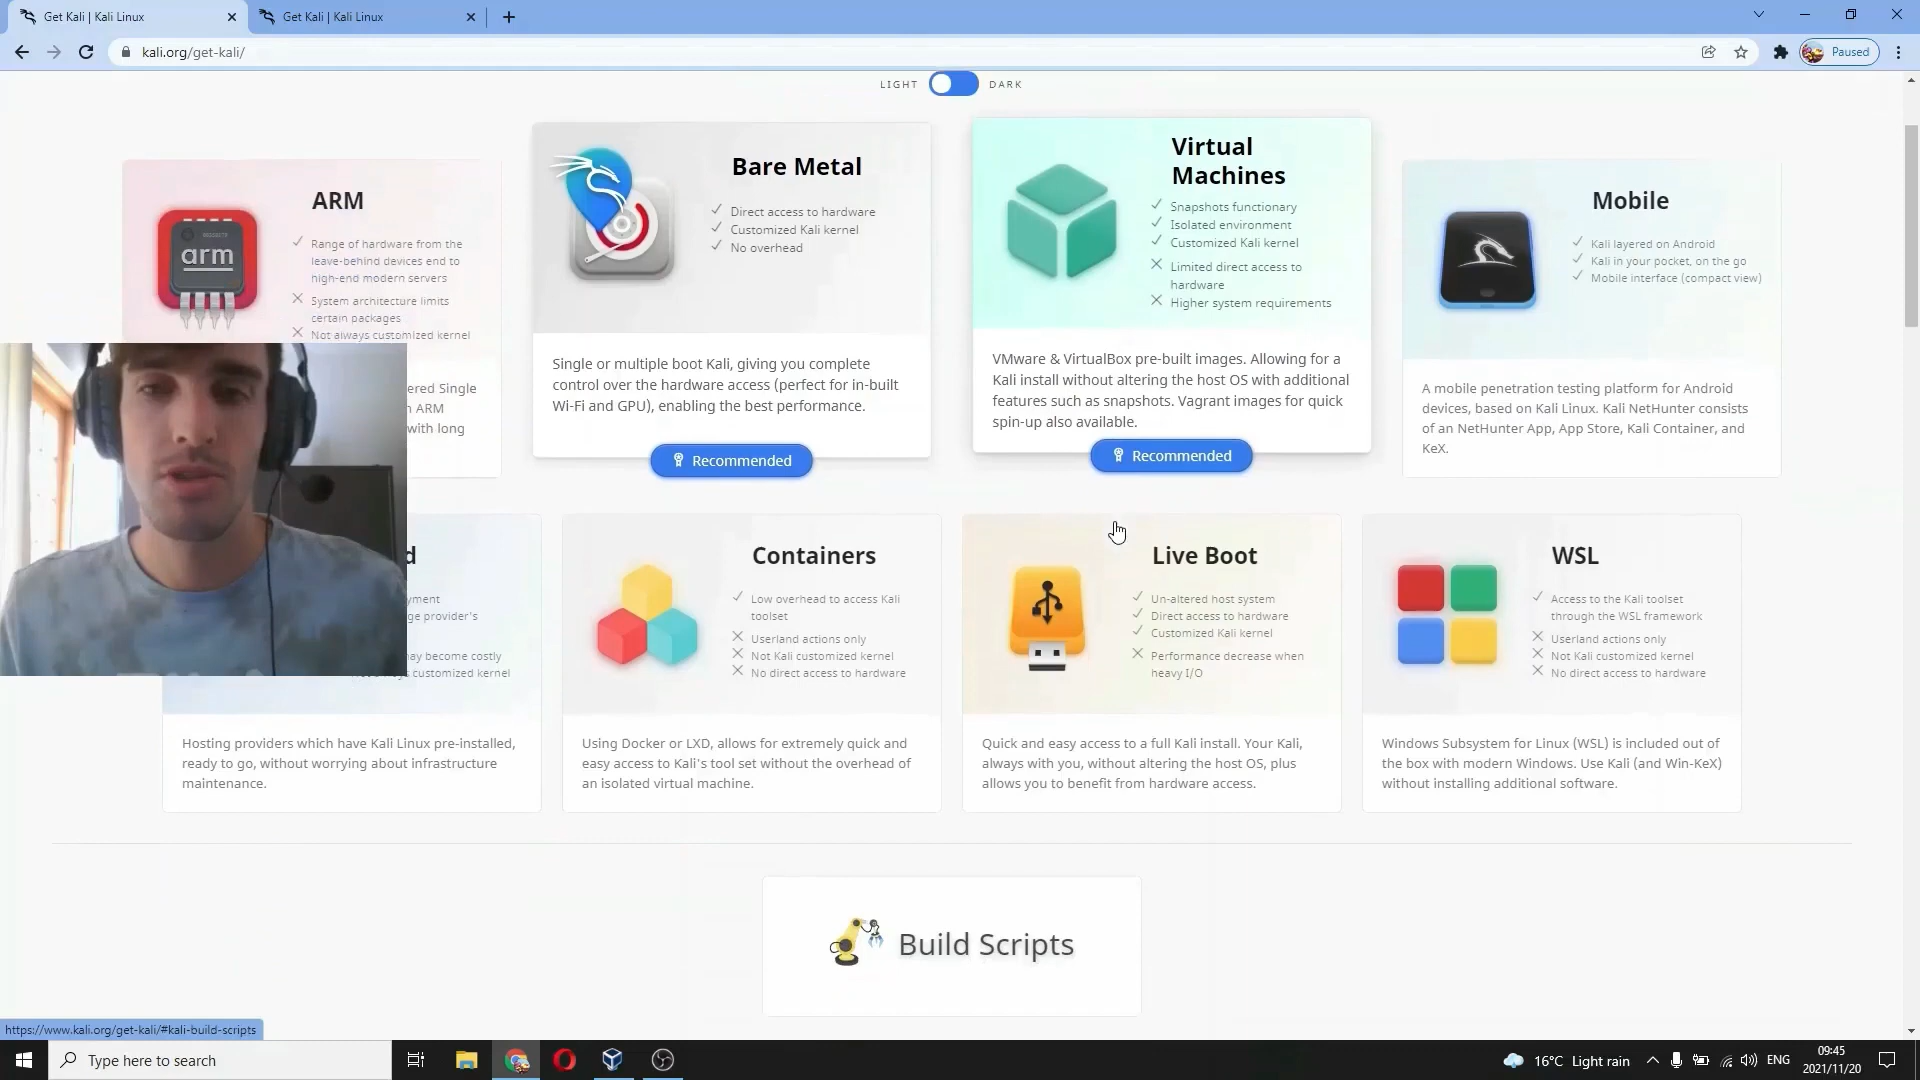 Get Kali | Kali Linux
Get Kali | Kali Linux
kali.org/get-kali/
Paused
LIGHT
DARK
ARM
Range of hardware from the
leave-behind devices end to
high-end modern servers
System architecture limits
certain packages
Not always customized kernel
ered Single
ARM
with long
arm
Bare Metal
Direct access to hardware
Customized Kali kernel
No overhead
Single or multiple boot Kali, giving you complete
control over the hardware access (perfect for in-built
Wi-Fi and GPU), enabling the best performance.
Recommended
Virtual
Machines
Snapshots functionary
Isolated environment
Customized Kali kernel
Limited direct access to
hardware
Higher system requirements
VMware & VirtualBox pre-built images. Allowing for a
Kali install without altering the host OS with additional
features such as snapshots. Vagrant images for quick
spin-up also available.
Recommended
Mobile
Kali layered on Android
Kali in your pocket, on the go
Mobile interface (compact view)
A mobile penetration testing platform for Android
devices, based on Kali Linux. Kali NetHunter consists
of an NetHunter App, App Store, Kali Container, and
KeX.
d
yment
ge provider's
may become costly
customized kernel
Hosting providers which have Kali Linux pre-installed,
ready to go, without worrying about infrastructure
maintenance.
Containers
Low overhead to access Kali
toolset
Userland actions only
Not Kali customized kernel
No direct access to hardware
Using Docker or LXD, allows for extremely quick and
easy access to Kali's tool set without the overhead of
an isolated virtual machine.
Live Boot
Un-altered host system
Direct access to hardware
Customized Kali kernel
Performance decrease when
heavy I/O
Quick and easy access to a full Kali install. Your Kali,
always with you, without altering the host OS, plus
allows you to benefit from hardware access.
WSL
Access to the Kali toolset
through the WSL framework
Userland actions only
Not Kali customized kernel
No direct access to hardware
Windows Subsystem for Linux (WSL) is included out of
the box with modern Windows. Use Kali (and Win-KeX)
without installing additional software.
Build Scripts
https://www.kali.org/get-kali/#kali-build-scripts
Type here to search
16°C Light rain
ENG
09:45
2021/11/20